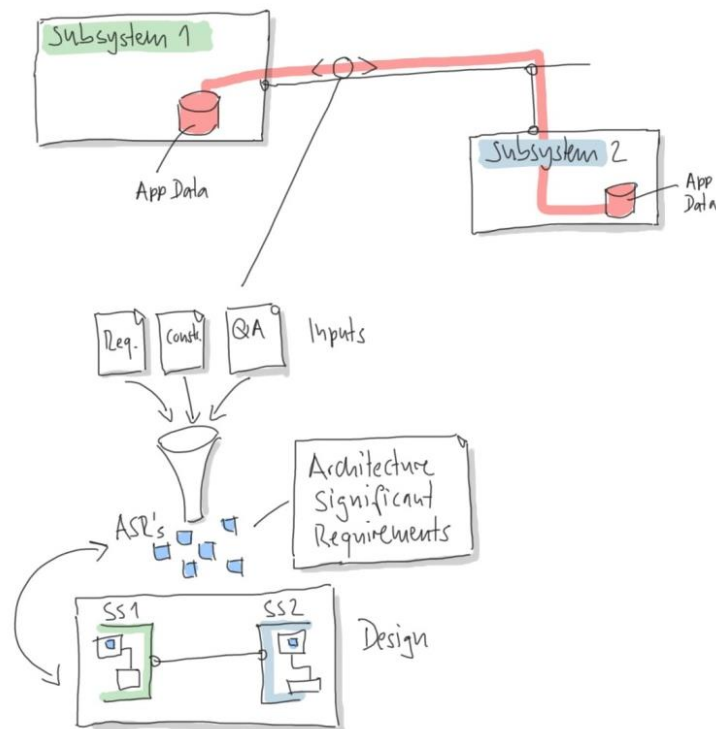 Subsystem 1
App Data
Subsystem 2
App
Data
Req.
Constr.
QA
Inputs
ASR's
Architecture
Significant
Requirements
SS1
SS2
Design